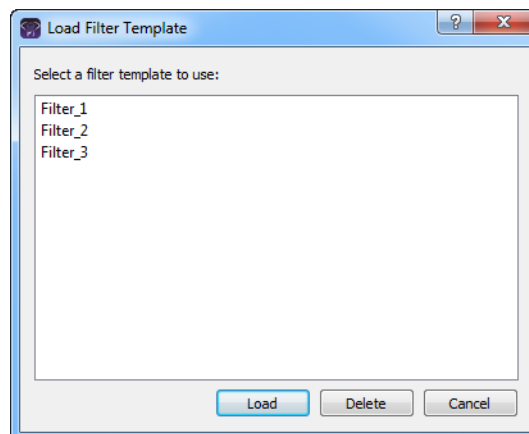 Load Filter Template
Select a filter template to use:
Filter_1
Filter_2
Filter_3
Load Delete Cancel